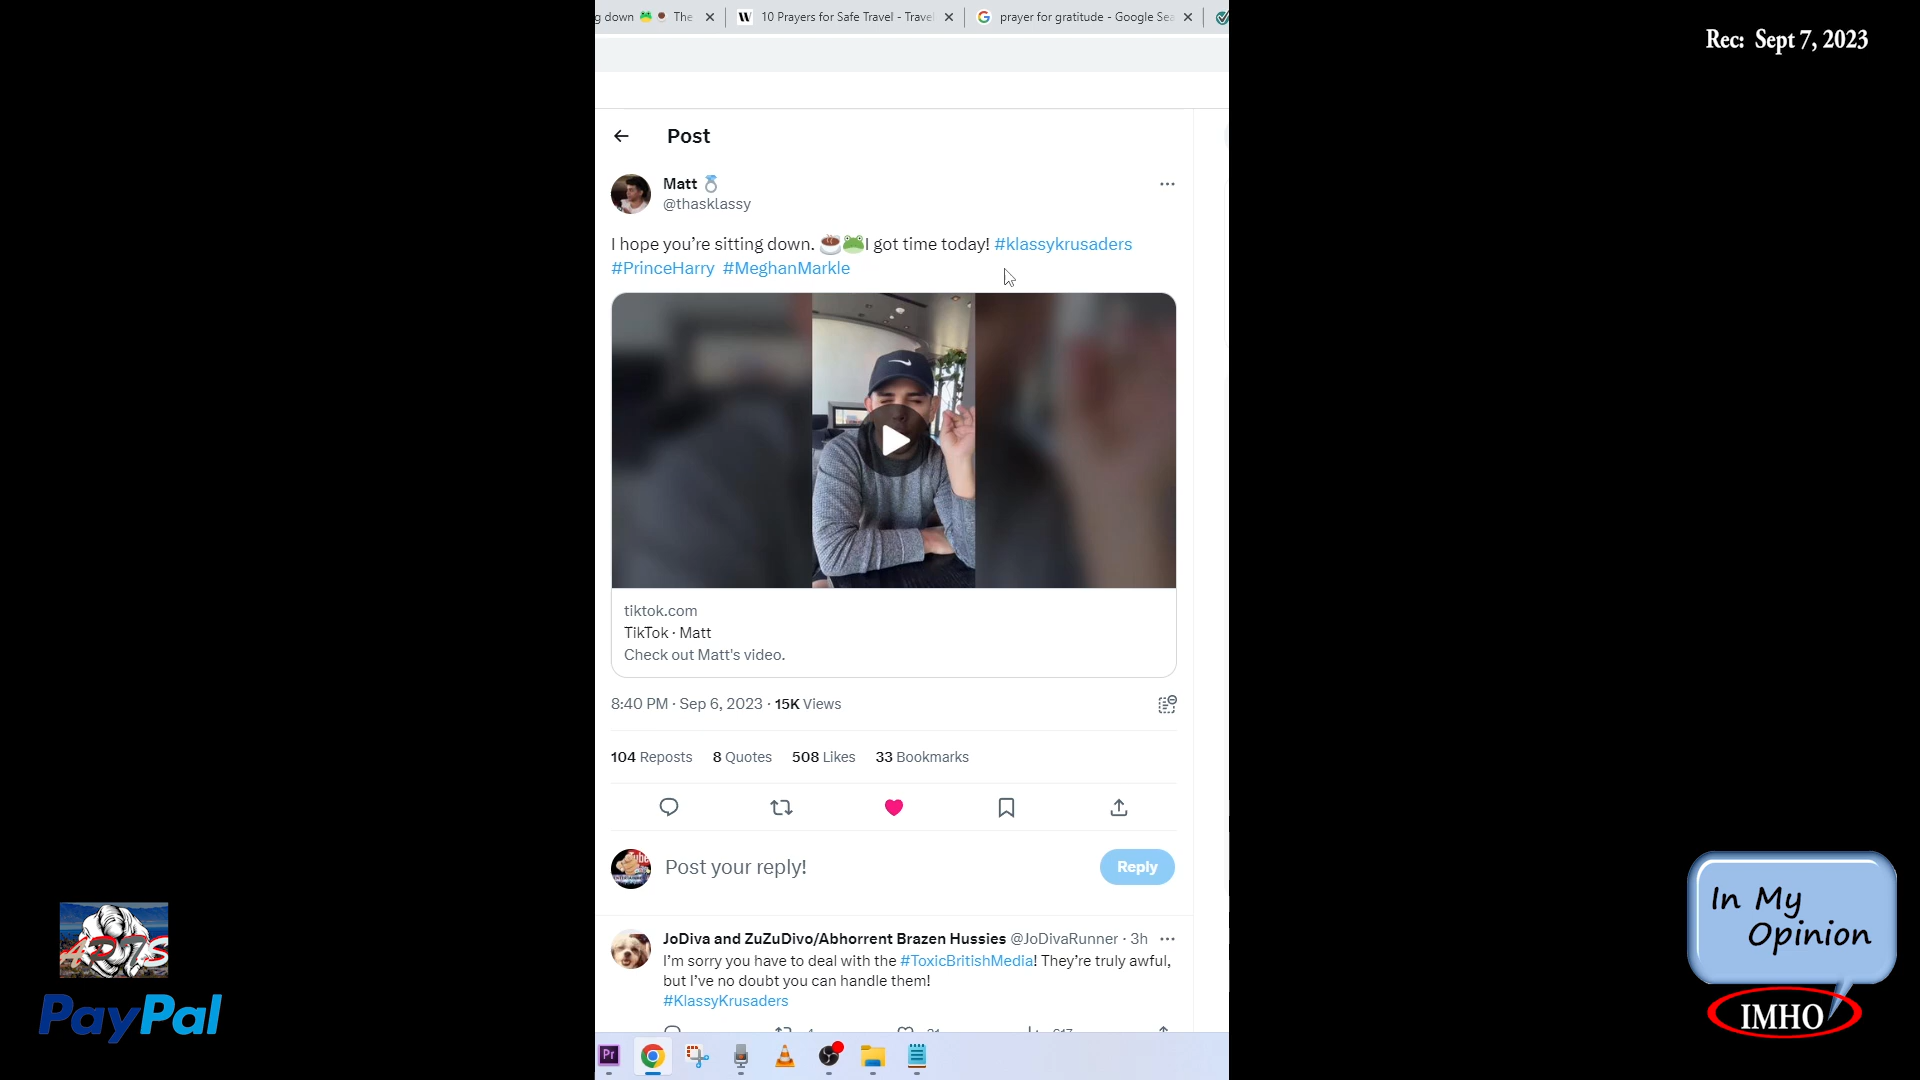 g down 🐸 ☕ The
10 Prayers for Safe Travel - Travel
prayer for gratitude - Google Sea
Rec: Sept 7, 2023
Post
Matt 💍
@thasklassy
I hope you're sitting down. ☕🐸I got time today! #klassykrusaders
#PrinceHarry #MeghanMarkle
tiktok.com
TikTok · Matt
Check out Matt's video.
8:40 PM · Sep 6, 2023 · 15K Views
104 Reposts 8 Quotes 508 Likes 33 Bookmarks
Post your reply!
Reply
JoDiva and ZuZuDivo/Abhorrent Brazen Hussies @JoDivaRunner · 3h
I'm sorry you have to deal with the #ToxicBritishMedia! They're truly awful,
but I've no doubt you can handle them!
#KlassyKrusaders
Pr
PayPal
In My
Opinion
IMHO